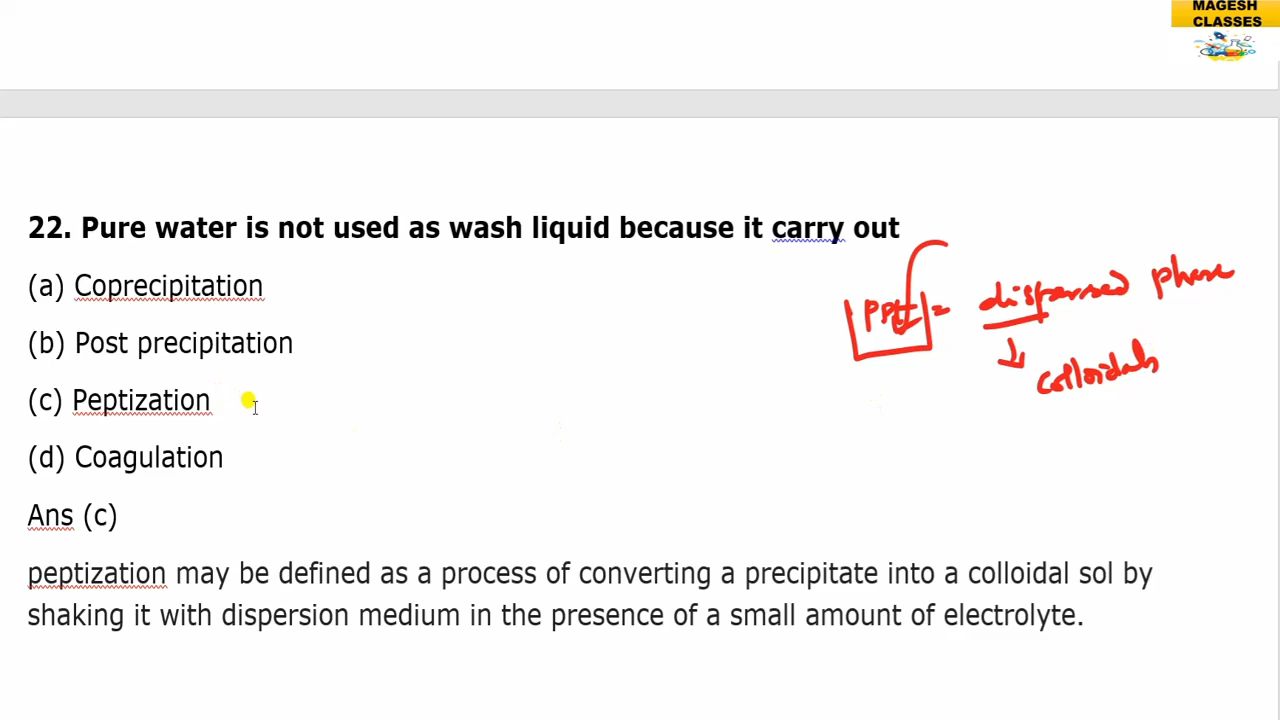 MAGESH
CLASSES
22. Pure water is not used as wash liquid because it carry out
(a) Coprecipitation
(b) Post precipitation
(c) Peptization
(d) Coagulation
Ans (c)
peptization may be defined as a process of converting a precipitate into a colloidal sol by
shaking it with dispersion medium in the presence of a small amount of electrolyte.
ppt = dispersed phase
colloidals